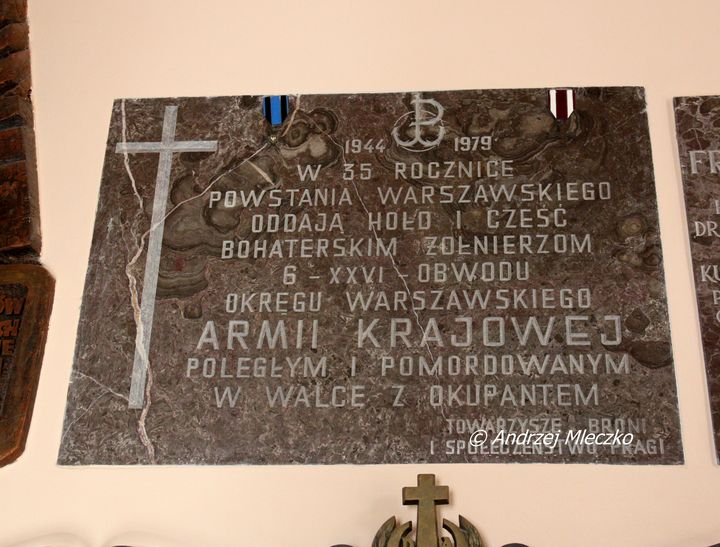 1944 1979
W 35 ROCZNICE
POWSTANIA WARSZAWSKIEGO
ODDAJĄ HOŁD I CZEŚĆ
BOHATERSKIM ŻOŁNIERZOM
6-XXVI-OBWODU
OKRĘGU WARSZAWSKIEGO
ARMII KRAJOWEJ
POLEGŁYM I POMORDOWANYM
W WALCE Z OKUPANTEM
TOWARZYSZE BRONI
I SPOŁECZEŃSTWO PRAGI
© Andrzej Mleczko